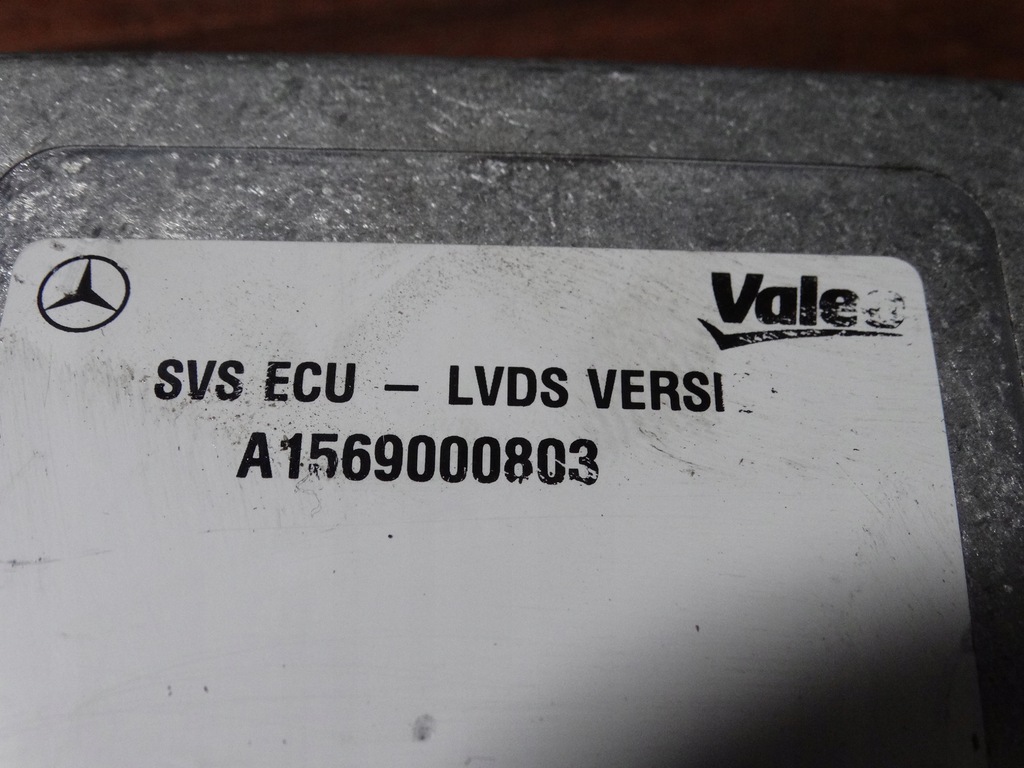 Valeo
SVS ECU – LVDS VERSI
A1569000803